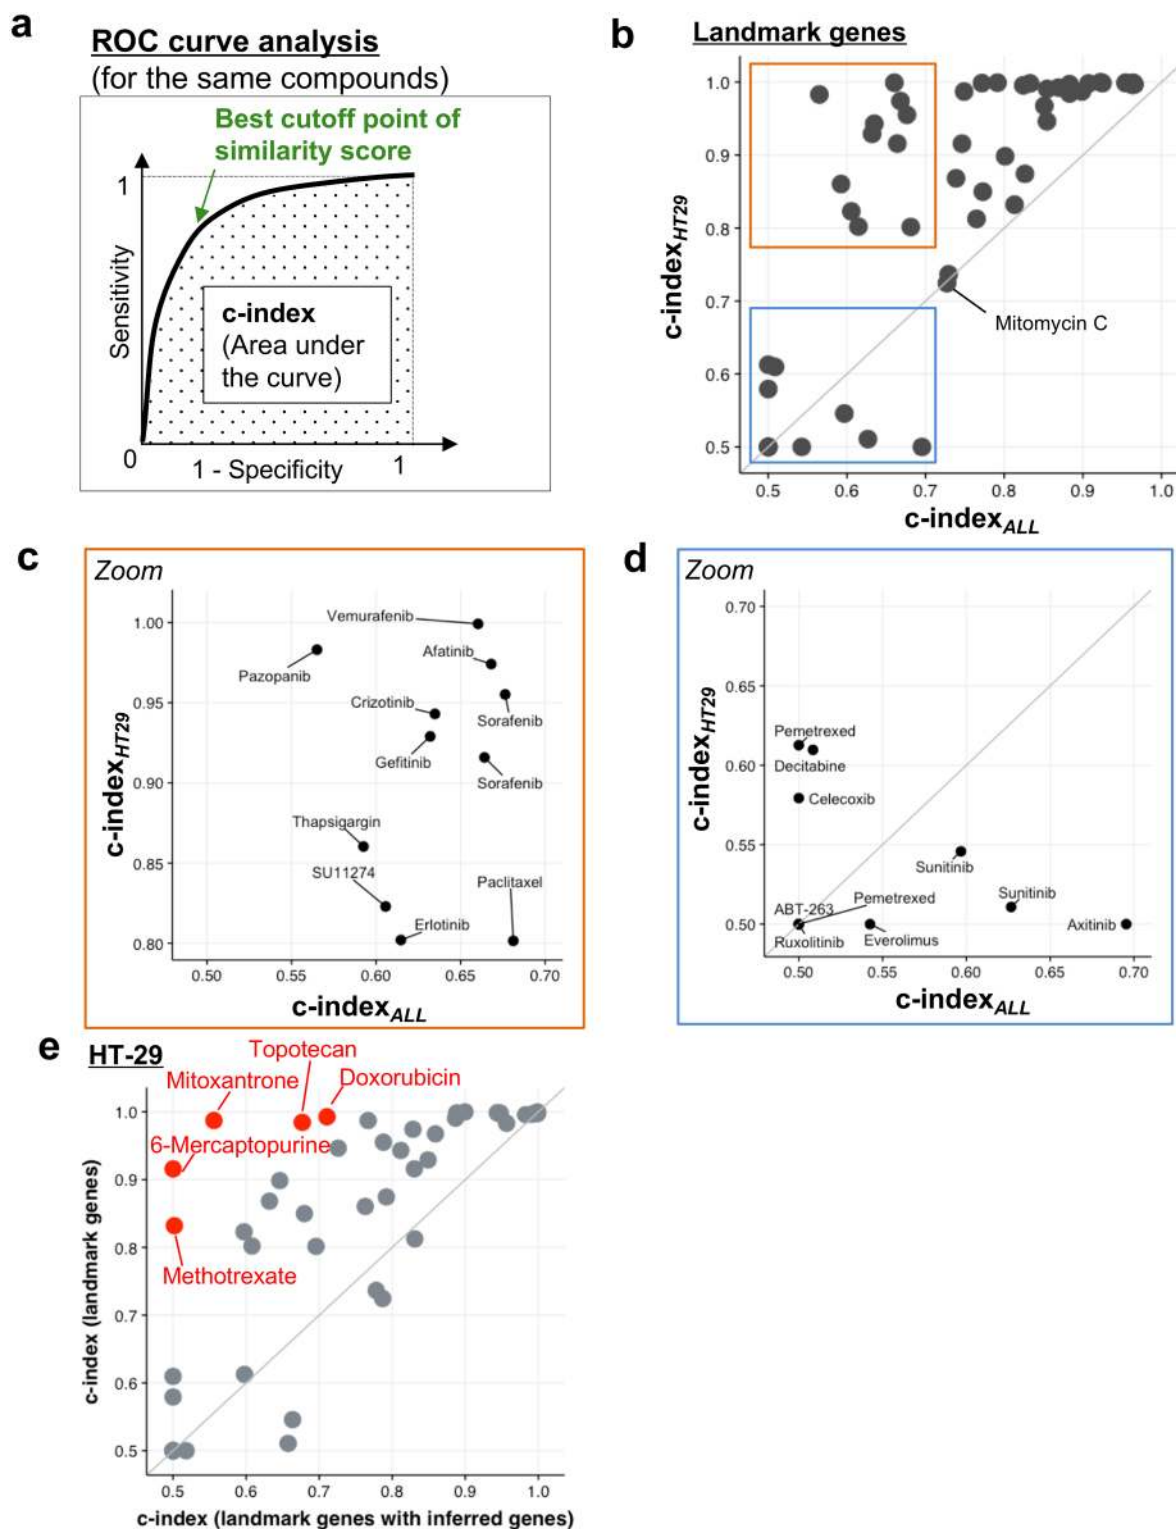 a
ROC curve analysis
(for the same compounds)
Best cutoff point of
similarity score
1
Sensitivity
c-index
(Area under
the curve)
0
1 - Specificity
1
b
Landmark genes
1.0
0.9
0.8
0.7
0.6
0.5
c-indexHT29
Mitomycin C
0.5 0.6 0.7 0.8 0.9 1.0
c-indexALL
c
Zoom
1.00
0.95
0.90
0.85
0.80
c-indexHT29
Vemurafenib
Pazopanib
Afatinib
Crizotinib
Sorafenib
Gefitinib
Sorafenib
Thapsigargin
SU11274
Paclitaxel
Erlotinib
0.50 0.55 0.60 0.65 0.70
c-indexALL
d
Zoom
0.70
0.65
0.60
0.55
0.50
c-indexHT29
Pemetrexed
Decitabine
Celecoxib
Sunitinib
Sunitinib
Pemetrexed
ABT-263
Ruxolitinib
Everolimus
Axitinib
0.50 0.55 0.60 0.65 0.70
c-indexALL
e
HT-29
Topotecan
Mitoxantrone
Doxorubicin
6-Mercaptopurine
Methotrexate
1.0
0.9
0.8
0.7
0.6
0.5
c-index (landmark genes)
0.5 0.6 0.7 0.8 0.9 1.0
c-index (landmark genes with inferred genes)